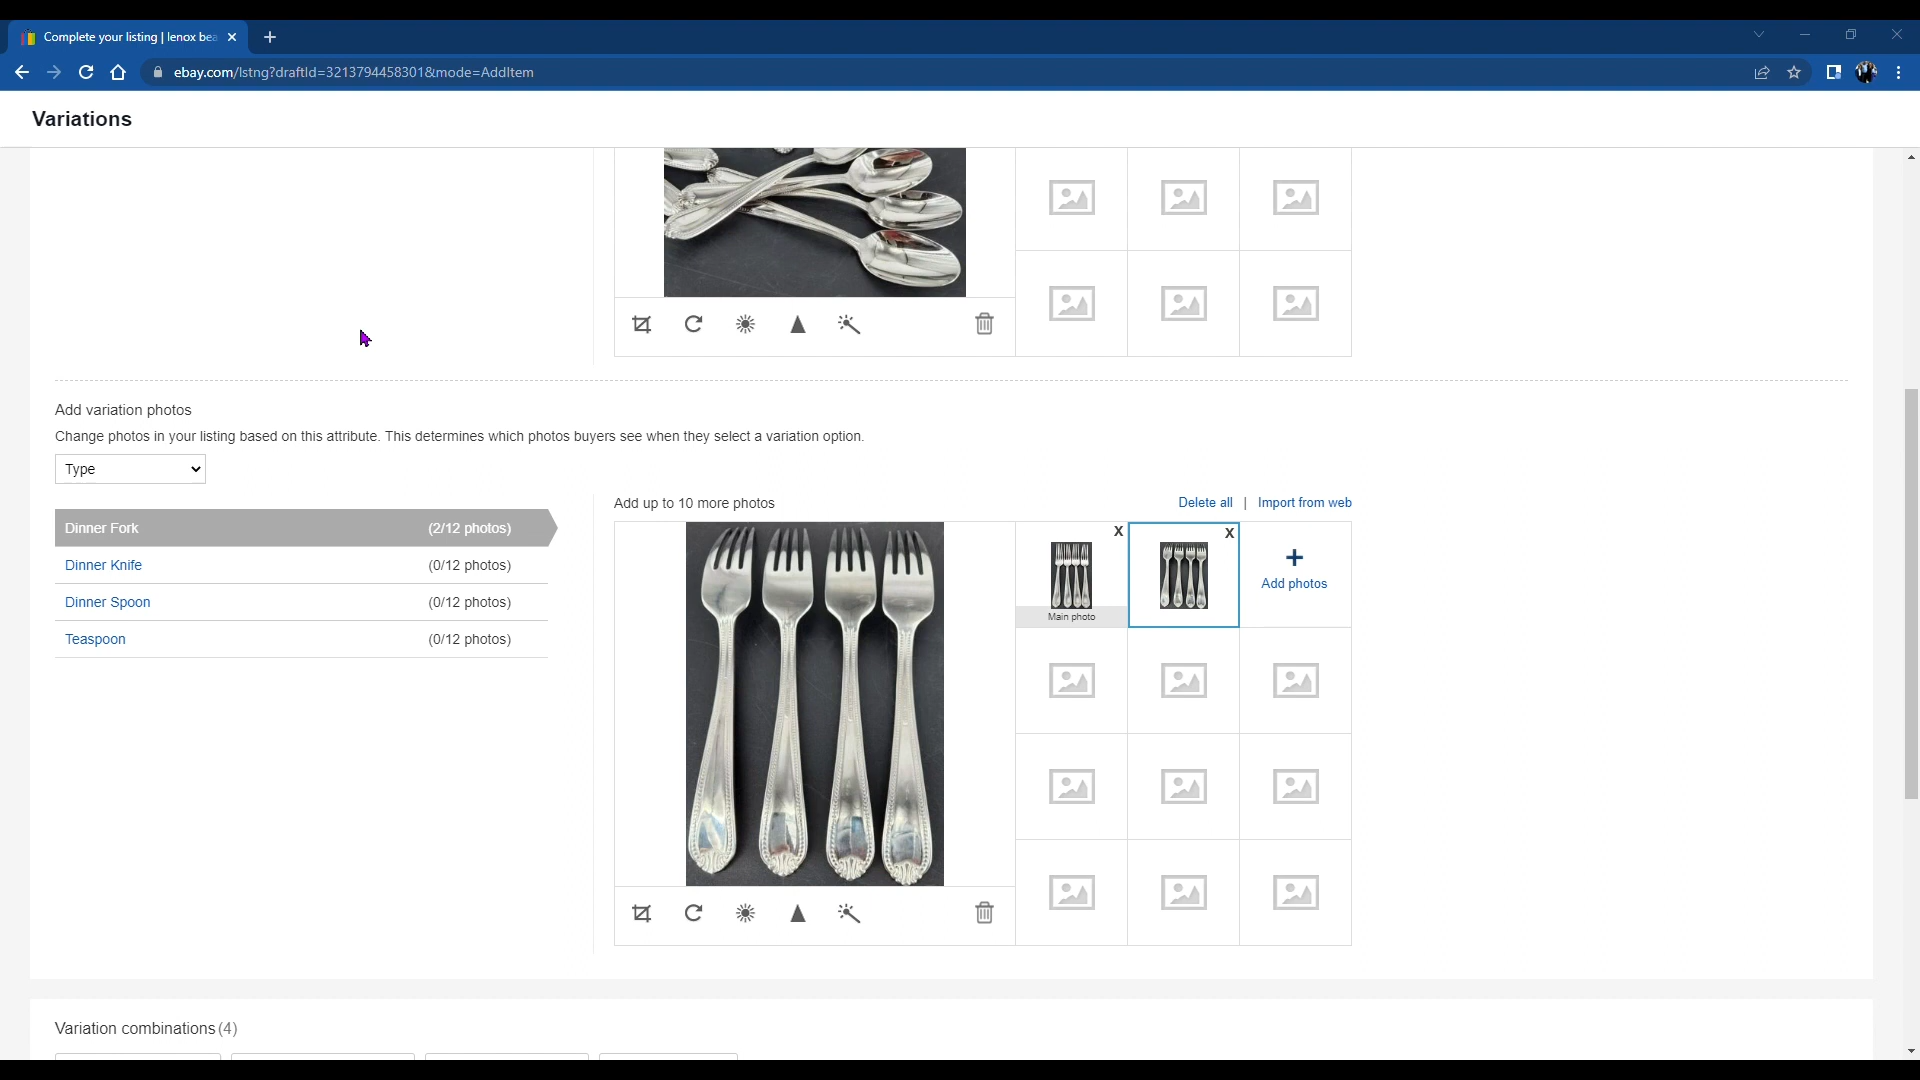 Complete your listing | lenox bea
ebay.com/lstng?draftId=3213794458301&mode=AddItem
Variations
Add variation photos
Change photos in your listing based on this attribute. This determines which photos buyers see when they select a variation option.
Type
Add up to 10 more photos
Delete all | Import from web
Dinner Fork (2/12 photos)
Dinner Knife (0/12 photos)
Dinner Spoon (0/12 photos)
Teaspoon (0/12 photos)
X
X
Add photos
Main photo
Variation combinations (4)